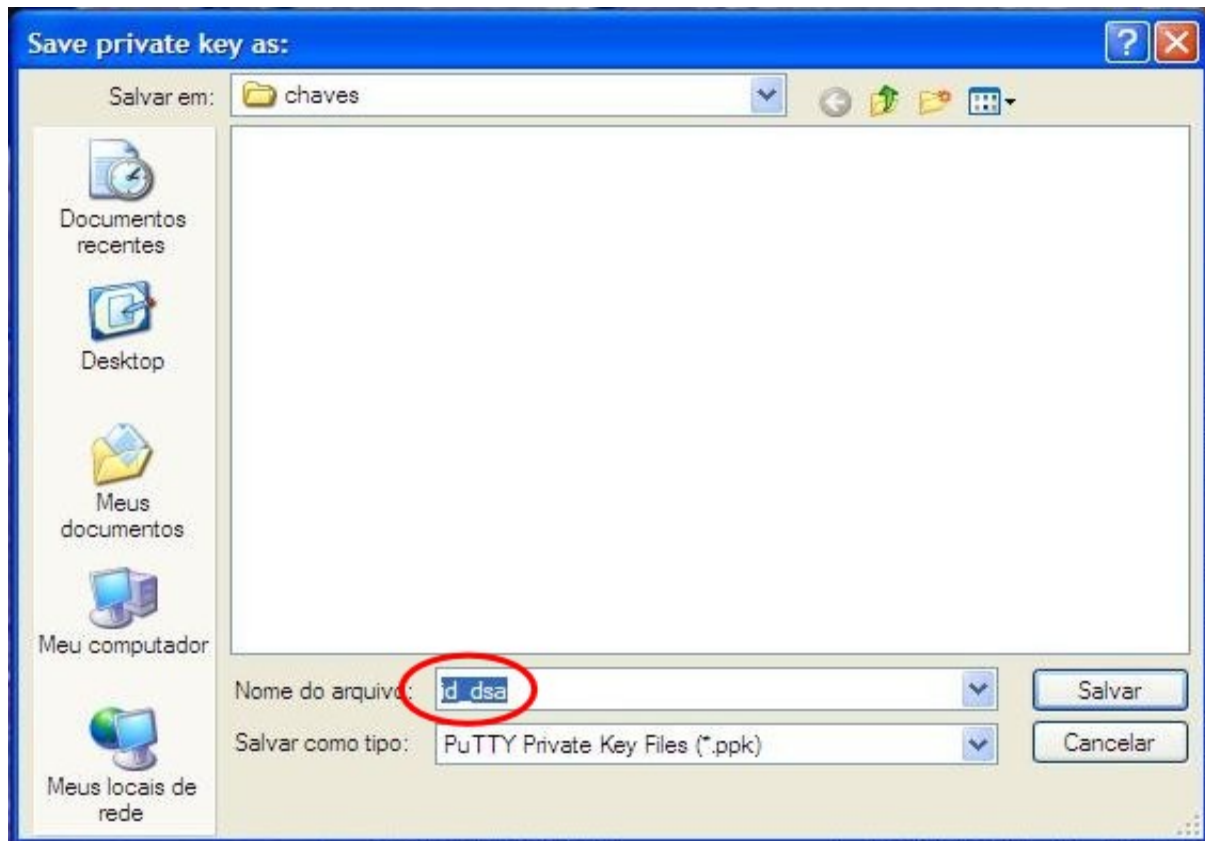 Save private key as:
Salvar em:
chaves
Documentos
recentes
Desktop
Meus
documentos
Meu computador
Meus locais de
rede
Nome do arquivo:
id_dsa
Salvar
Salvar como tipo:
PuTTY Private Key Files (*.ppk)
Cancelar